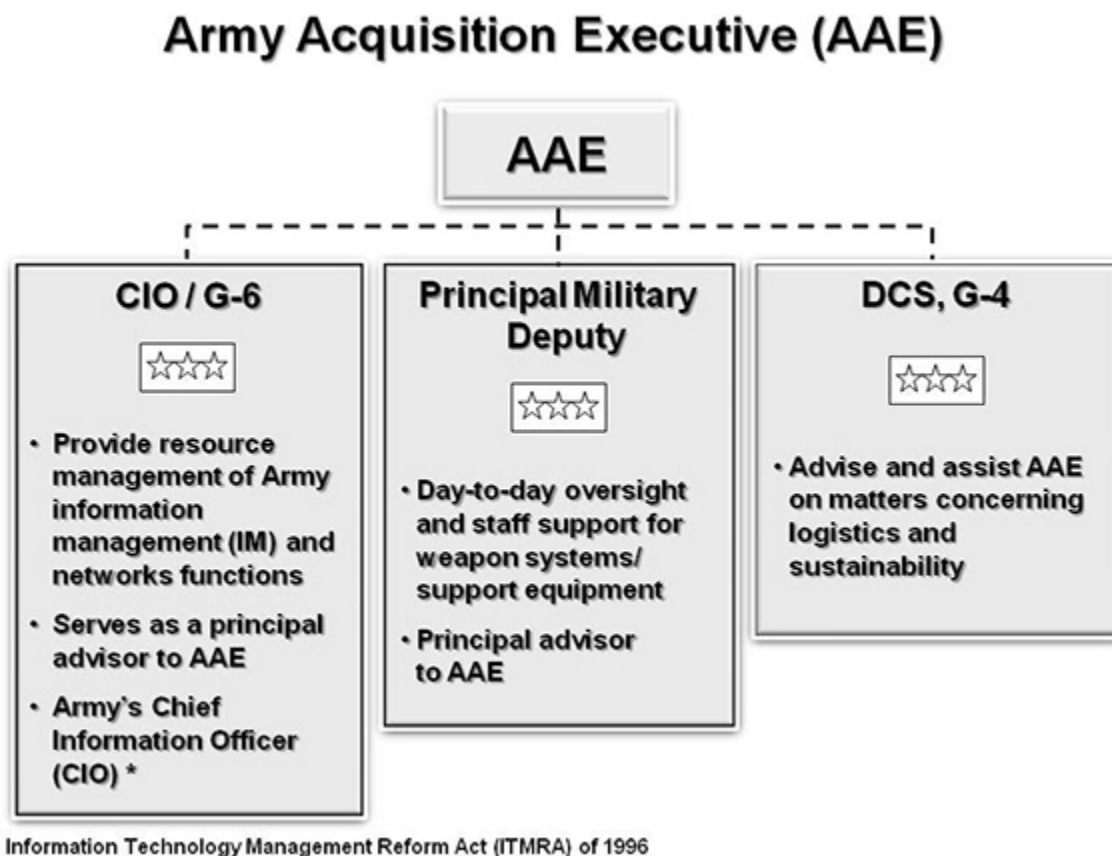 Army Acquisition Executive (AAE)
AAE
CIO / G-6
• Provide resource
management of Army
information
management (IM) and
networks functions
• Serves as a principal
advisor to AAE
• Army's Chief
Information Officer
(CIO) *
Principal Military
Deputy
• Day-to-day oversight
and staff support for
weapon systems/
support equipment
• Principal advisor
to AAE
DCS, G-4
• Advise and assist AAE
on matters concerning
logistics and
sustainability
Information Technology Management Reform Act (ITMRA) of 1996